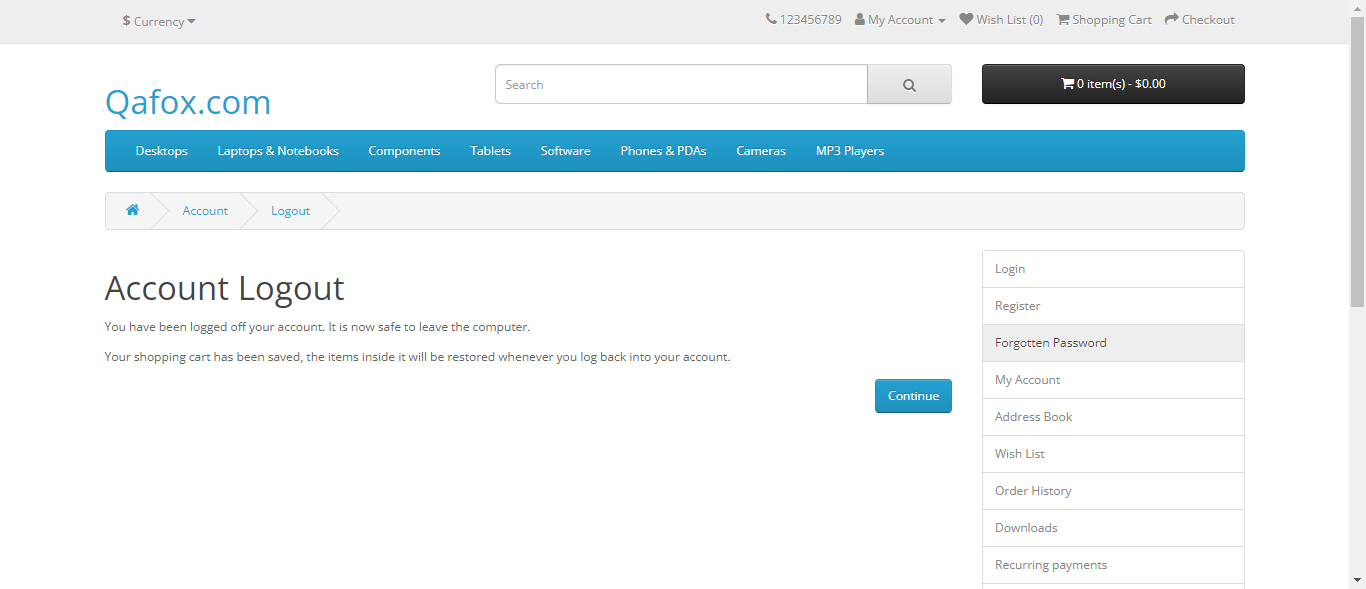 $ Currency
123456789 My Account Wish List (0) Shopping Cart Checkout
Qafox.com
Search
0 item(s) - $0.00
Desktops Laptops & Notebooks Components Tablets Software Phones & PDAs Cameras MP3 Players
Account Logout
Account Logout
You have been logged off your account. It is now safe to leave the computer.
Your shopping cart has been saved, the items inside it will be restored whenever you log back into your account.
Continue
Login
Register
Forgotten Password
My Account
Address Book
Wish List
Order History
Downloads
Recurring payments